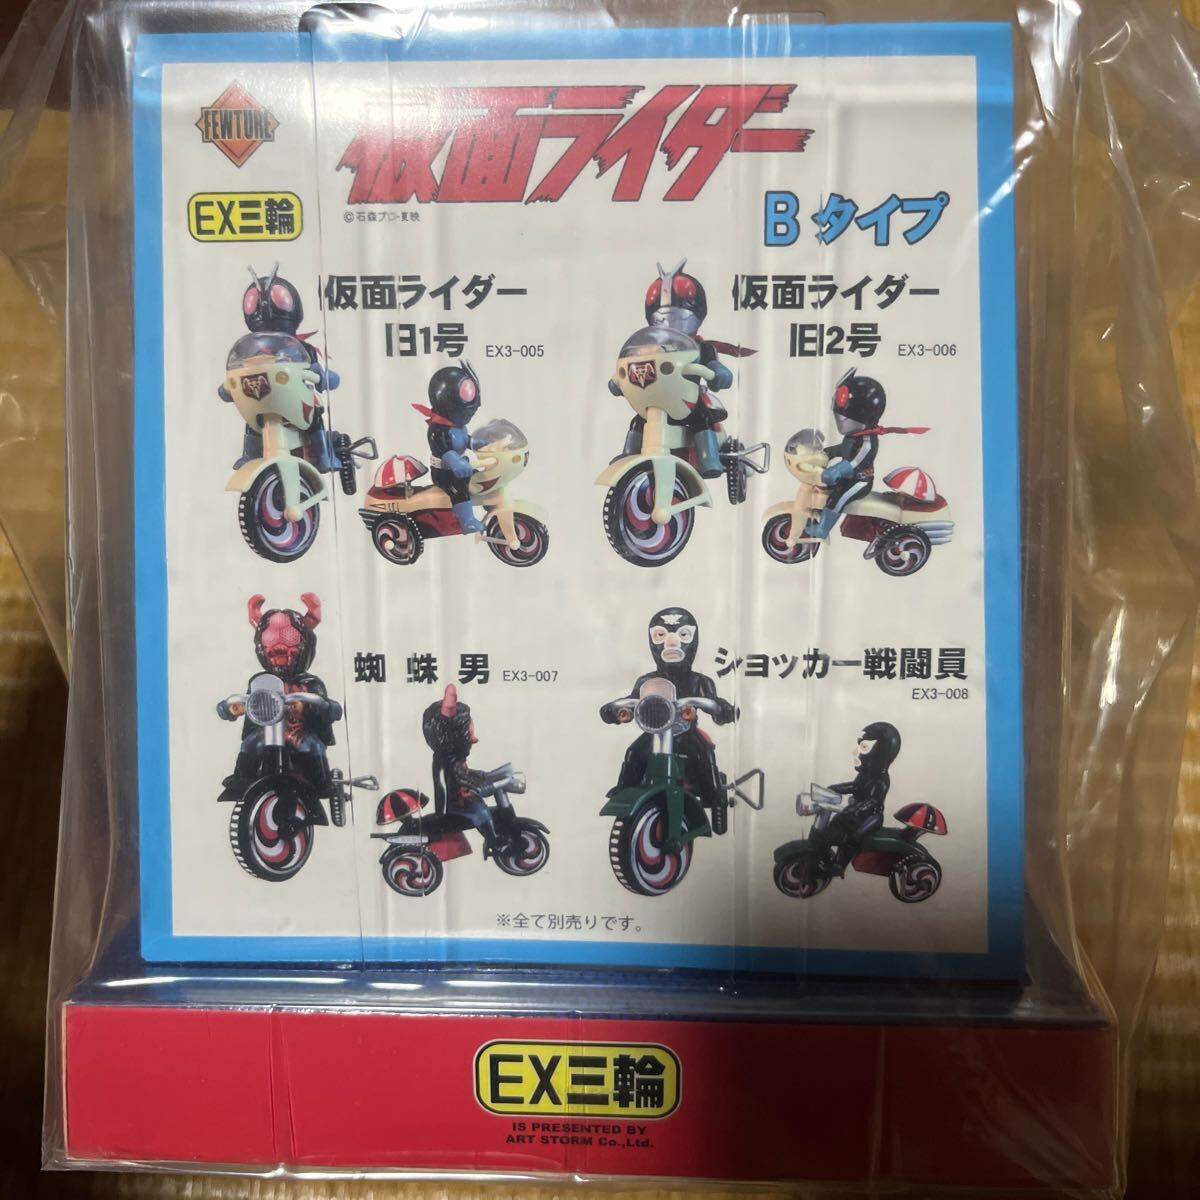 FEWTURE
仮面ライダー
EX三輪
©石森プロ・東映
Bタイプ
仮面ライダー
旧1号 EX3-005
仮面ライダー
旧2号 EX3-006
蜘蛛男 EX3-007
ショッカー戦闘員
EX3-008
※全て別売りです。
EX三輪
IS PRESENTED BY
ART STORM Co.,Ltd.